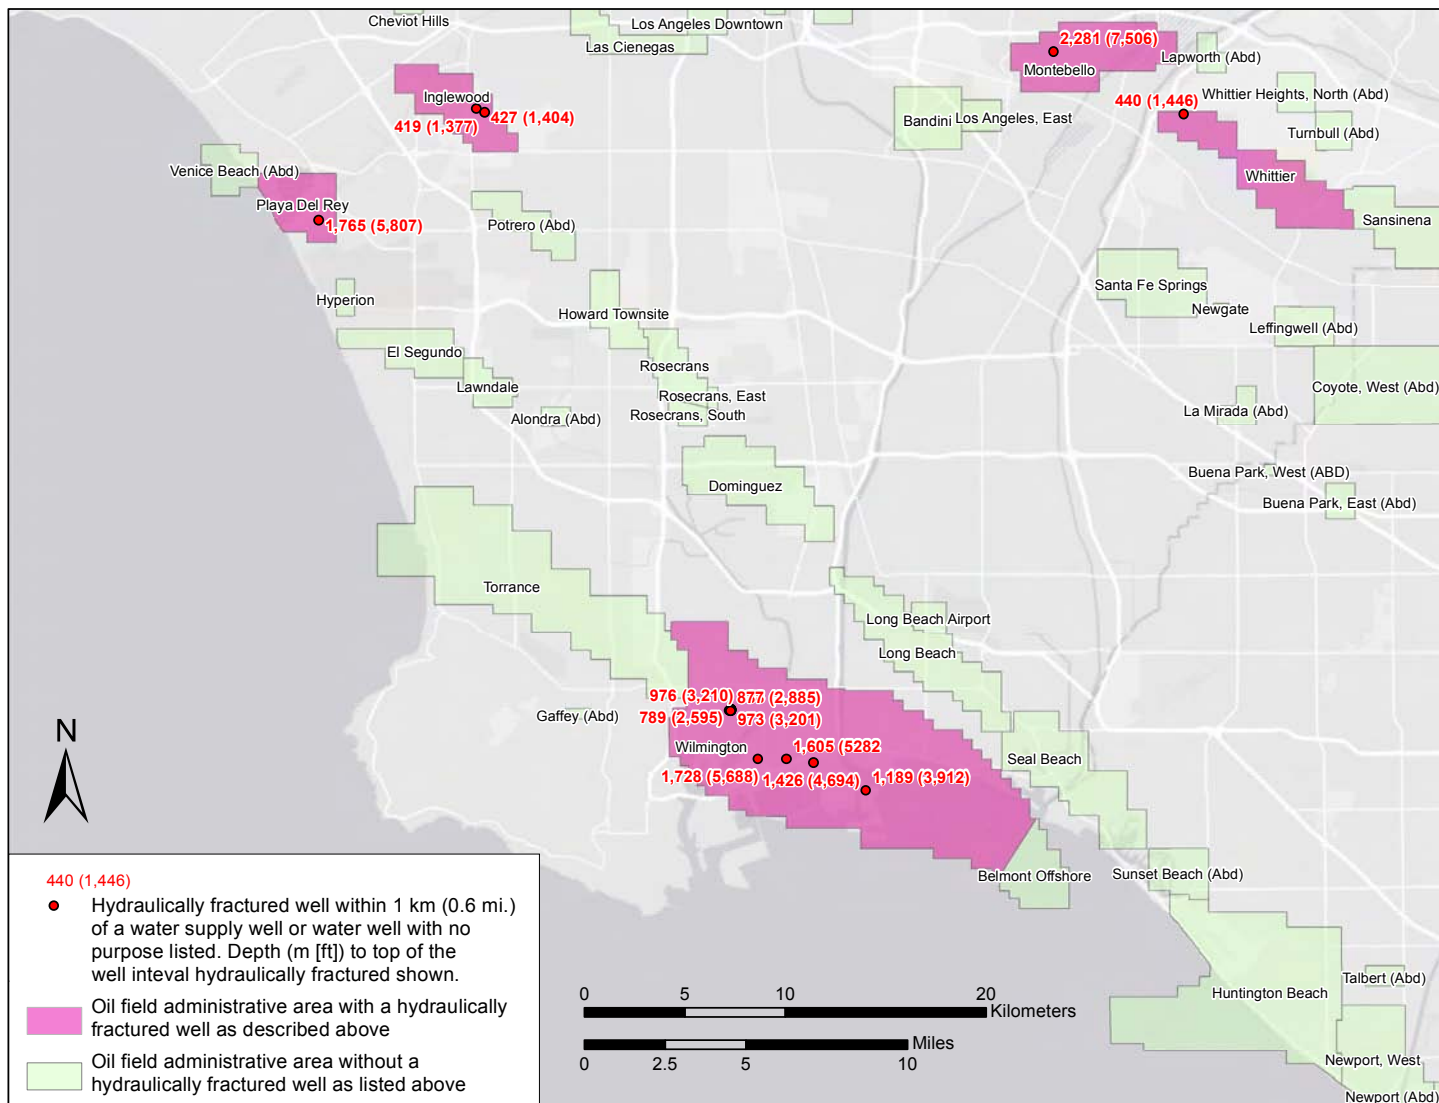 Cheviot Hills
Los Angeles Downtown
Las Cienegas
2,281 (7,506)
Montebello
Lapworth (Abd)
Inglewood
419 (1,377)
427 (1,404)
Whittier Heights, North (Abd)
440 (1,446)
Bandini
Los Angeles, East
Turnbull (Abd)
Venice Beach (Abd)
Whittier
Playa Del Rey
1,765 (5,807)
Potrero (Abd)
Sansinena
Santa Fe Springs
Hyperion
Newgate
Howard Townsite
Leffingwell (Abd)
El Segundo
Rosecrans
Lawndale
Coyote, West (Abd)
Rosecrans, East
Alondra (Abd)
Rosecrans, South
La Mirada (Abd)
Dominguez
Buena Park, West (ABD)
Buena Park, East (Abd)
Torrance
Long Beach Airport
Long Beach
976 (3,210)
877 (2,885)
Gaffey (Abd)
789 (2,595)
973 (3,201)
Wilmington
1,605 (5282
Seal Beach
1,728 (5,688)
1,426 (4,694)
1,189 (3,912)
N
Belmont Offshore
Sunset Beach (Abd)
Talbert (Abd)
Huntington Beach
Newport, West
Newport (Abd)
440 (1,446)
Hydraulically fractured well within 1 km (0.6 mi.)
of a water supply well or water well with no
purpose listed. Depth (m [ft]) to top of the
well inteval hydraulically fractured shown.
Oil field administrative area with a hydraulically
fractured well as described above
Oil field administrative area without a
hydraulically fractured well as listed above
0 5 10 20
Kilometers
Miles
0 2.5 5 10